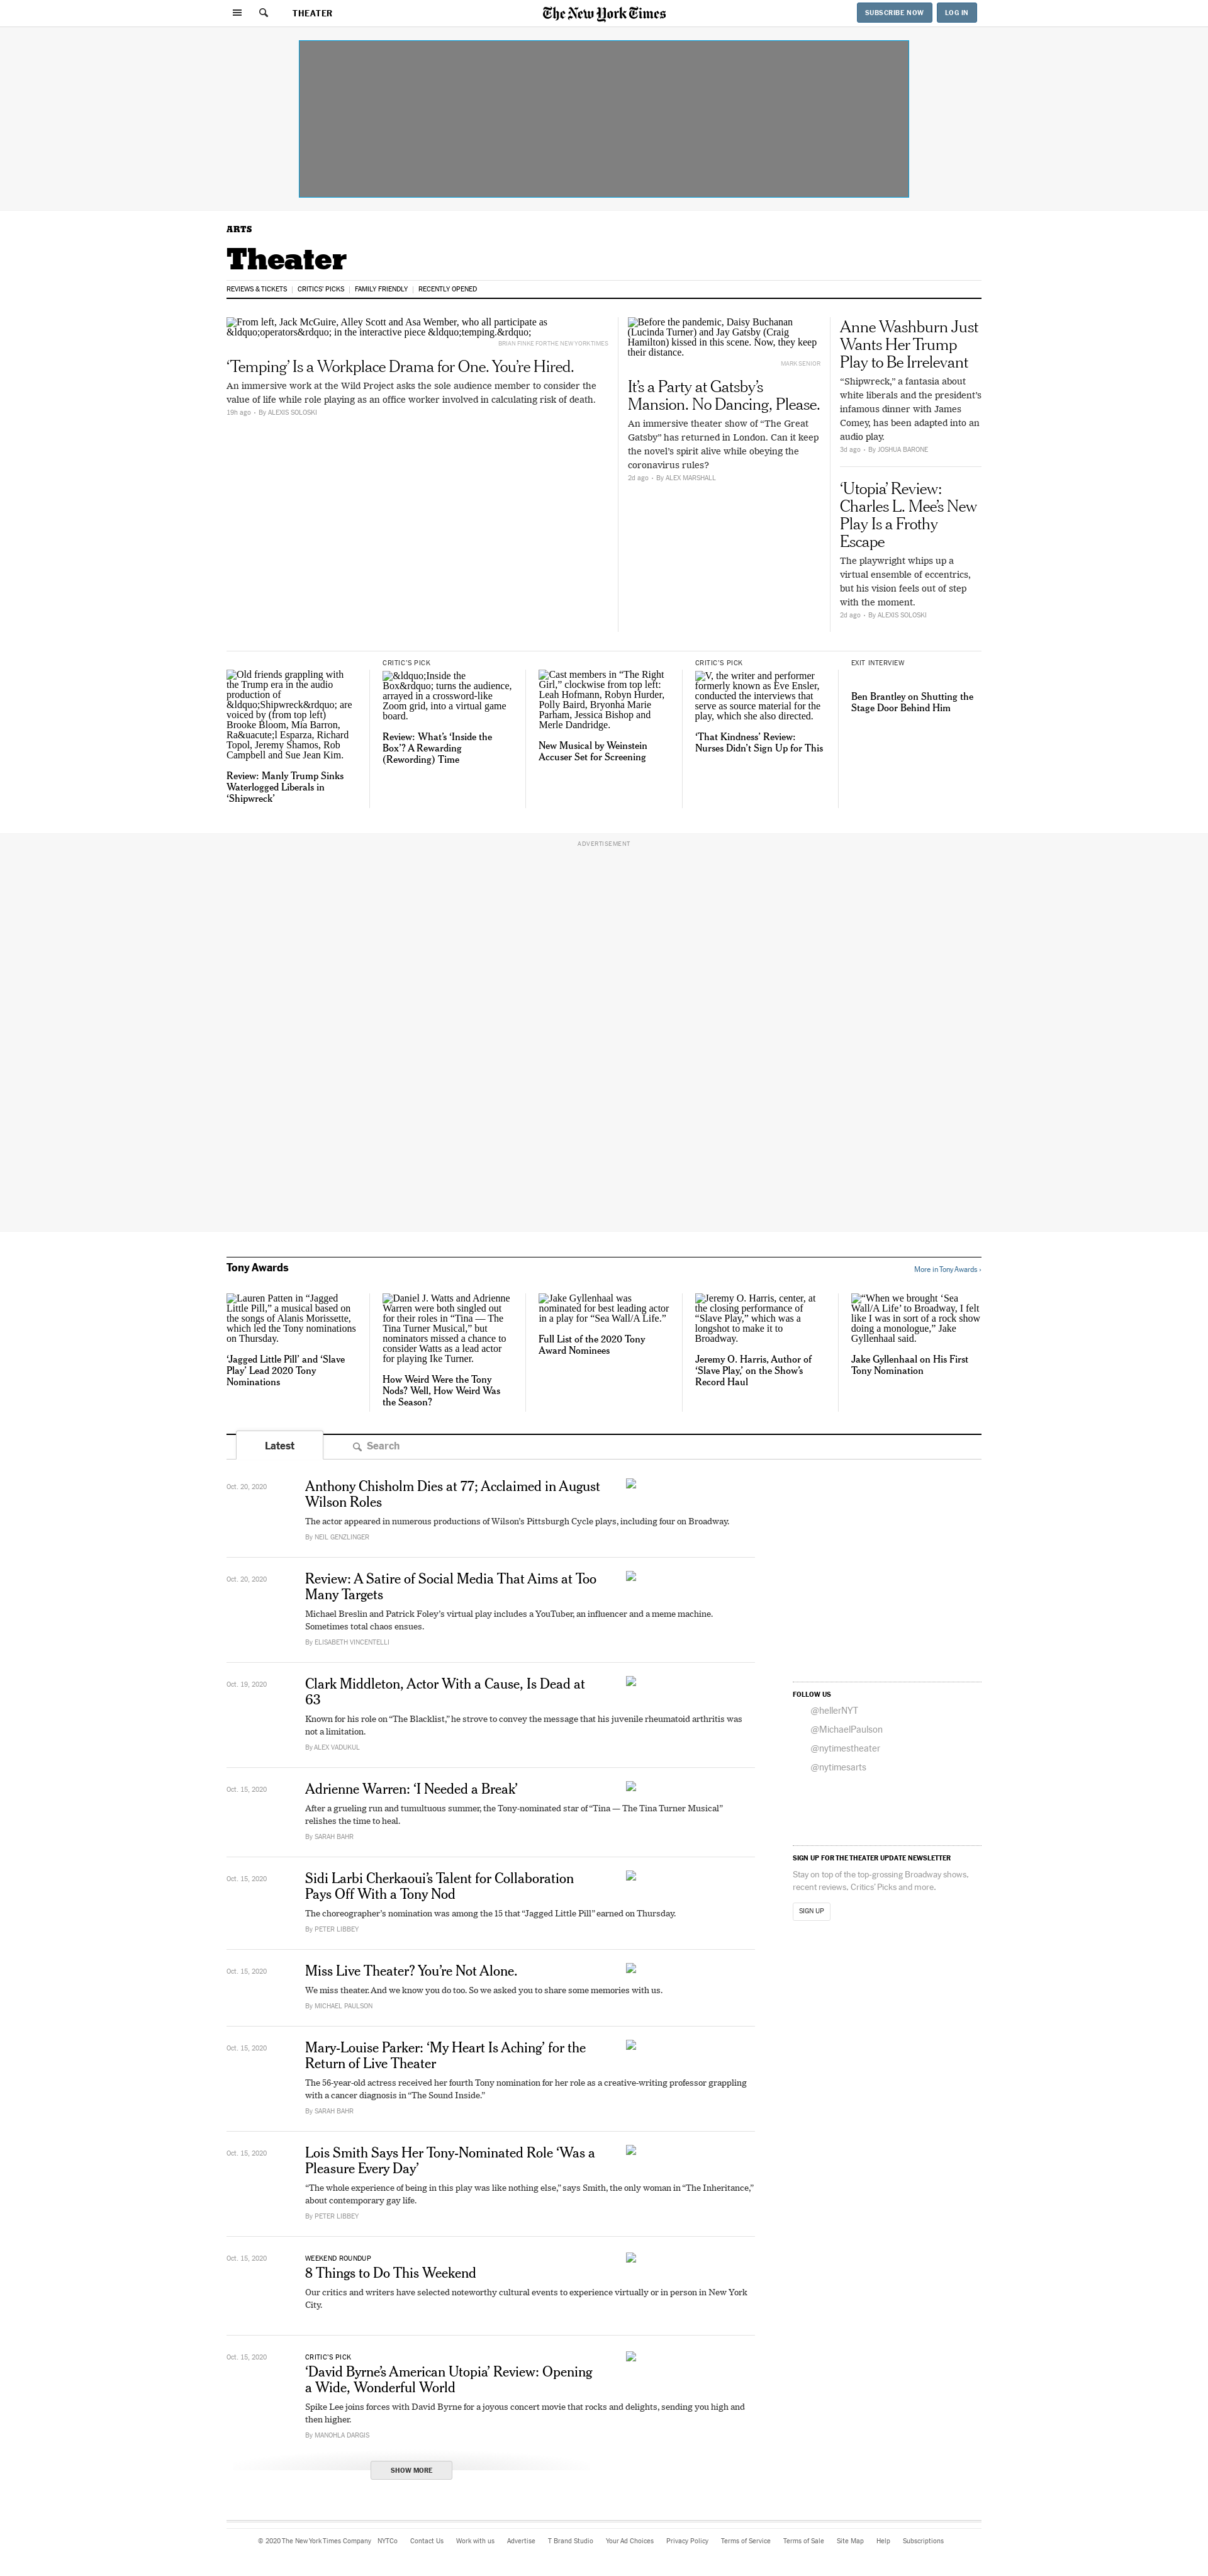 THEATER
The New York Times
SUBSCRIBE NOW
LOG IN
ARTS
Theater
REVIEWS & TICKETS
CRITICS' PICKS
FAMILY FRIENDLY
RECENTLY OPENED
From left, Jack McGuire, Alley Scott and Asa Wember, who all participate as
&ldquo;operators&rdquo; in the interactive piece &ldquo;temping.&rdquo;
BRIAN FINKE FOR THE NEW YORK TIMES
‘Temping’ Is a Workplace Drama for One. You’re Hired.
An immersive work at the Wild Project asks the sole audience member to consider the
value of life while role playing as an office worker involved in calculating risk of death.
19h ago • By ALEXIS SOLOSKI
Before the pandemic, Daisy Buchanan
(Lucinda Turner) and Jay Gatsby (Craig
Hamilton) kissed in this scene. Now, they keep
their distance.
MARK SENIOR
It’s a Party at Gatsby’s
Mansion. No Dancing, Please.
An immersive theater show of “The Great
Gatsby” has returned in London. Can it keep
the novel’s spirit alive while obeying the
coronavirus rules?
2d ago • By ALEX MARSHALL
Anne Washburn Just
Wants Her Trump
Play to Be Irrelevant
“Shipwreck,” a fantasia about
white liberals and the president’s
infamous dinner with James
Comey, has been adapted into an
audio play.
3d ago • By JOSHUA BARONE
‘Utopia’ Review:
Charles L. Mee’s New
Play Is a Frothy
Escape
The playwright whips up a
virtual ensemble of eccentrics,
but his vision feels out of step
with the moment.
2d ago • By ALEXIS SOLOSKI
Old friends grappling with
the Trump era in the audio
production of
&ldquo;Shipwreck&rdquo; are
voiced by (from top left)
Brooke Bloom, Mia Barron,
Ra&uacute;l Esparza, Richard
Topol, Jeremy Shamos, Rob
Campbell and Sue Jean Kim.
Review: Manly Trump Sinks
Waterlogged Liberals in
‘Shipwreck’
CRITIC’S PICK
&ldquo;Inside the
Box&rdquo; turns the audience,
arrayed in a crossword-like
Zoom grid, into a virtual game
board.
Review: What’s ‘Inside the
Box’? A Rewarding
(Rewording) Time
Cast members in “The Right
Girl,” clockwise from top left:
Leah Hofmann, Robyn Hurder,
Polly Baird, Bryonha Marie
Parham, Jessica Bishop and
Merle Dandridge.
New Musical by Weinstein
Accuser Set for Screening
CRITIC’S PICK
V, the writer and performer
formerly known as Eve Ensler,
conducted the interviews that
serve as source material for the
play, which she also directed.
‘That Kindness’ Review:
Nurses Didn’t Sign Up for This
EXIT INTERVIEW
Ben Brantley on Shutting the
Stage Door Behind Him
ADVERTISEMENT
Tony Awards
More in Tony Awards ›
Lauren Patten in “Jagged
Little Pill,” a musical based on
the songs of Alanis Morissette,
which led the Tony nominations
on Thursday.
‘Jagged Little Pill’ and ‘Slave
Play’ Lead 2020 Tony
Nominations
Daniel J. Watts and Adrienne
Warren were both singled out
for their roles in “Tina — The
Tina Turner Musical,” but
nominators missed a chance to
consider Watts as a lead actor
for playing Ike Turner.
How Weird Were the Tony
Nods? Well, How Weird Was
the Season?
Jake Gyllenhaal was
nominated for best leading actor
in a play for “Sea Wall/A Life.”
Full List of the 2020 Tony
Award Nominees
Jeremy O. Harris, center, at
the closing performance of
“Slave Play,” which was a
longshot to make it to
Broadway.
Jeremy O. Harris, Author of
‘Slave Play,’ on the Show’s
Record Haul
“When we brought ‘Sea
Wall/A Life’ to Broadway, I felt
like I was in sort of a rock show
doing a monologue,” Jake
Gyllenhaal said.
Jake Gyllenhaal on His First
Tony Nomination
Latest
Search
Oct. 20, 2020
Anthony Chisholm Dies at 77; Acclaimed in August
Wilson Roles
The actor appeared in numerous productions of Wilson’s Pittsburgh Cycle plays, including four on Broadway.
By NEIL GENZLINGER
Oct. 20, 2020
Review: A Satire of Social Media That Aims at Too
Many Targets
Michael Breslin and Patrick Foley’s virtual play includes a YouTuber, an influencer and a meme machine.
Sometimes total chaos ensues.
By ELISABETH VINCENTELLI
Oct. 19, 2020
Clark Middleton, Actor With a Cause, Is Dead at
63
Known for his role on “The Blacklist,” he strove to convey the message that his juvenile rheumatoid arthritis was
not a limitation.
By ALEX VADUKUL
Oct. 15, 2020
Adrienne Warren: ‘I Needed a Break’
After a grueling run and tumultuous summer, the Tony-nominated star of “Tina — The Tina Turner Musical”
relishes the time to heal.
By SARAH BAHR
Oct. 15, 2020
Sidi Larbi Cherkaoui’s Talent for Collaboration
Pays Off With a Tony Nod
The choreographer’s nomination was among the 15 that “Jagged Little Pill” earned on Thursday.
By PETER LIBBEY
Oct. 15, 2020
Miss Live Theater? You’re Not Alone.
We miss theater. And we know you do too. So we asked you to share some memories with us.
By MICHAEL PAULSON
Oct. 15, 2020
Mary-Louise Parker: ‘My Heart Is Aching’ for the
Return of Live Theater
The 56-year-old actress received her fourth Tony nomination for her role as a creative-writing professor grappling
with a cancer diagnosis in “The Sound Inside.”
By SARAH BAHR
Oct. 15, 2020
Lois Smith Says Her Tony-Nominated Role ‘Was a
Pleasure Every Day’
“The whole experience of being in this play was like nothing else,” says Smith, the only woman in “The Inheritance,”
about contemporary gay life.
By PETER LIBBEY
Oct. 15, 2020
WEEKEND ROUNDUP
8 Things to Do This Weekend
Our critics and writers have selected noteworthy cultural events to experience virtually or in person in New York
City.
Oct. 15, 2020
CRITIC’S PICK
‘David Byrne’s American Utopia’ Review: Opening
a Wide, Wonderful World
Spike Lee joins forces with David Byrne for a joyous concert movie that rocks and delights, sending you high and
then higher.
By MANOHLA DARGIS
SHOW MORE
FOLLOW US
@hellerNYT
@MichaelPaulson
@nytimestheater
@nytimesarts
SIGN UP FOR THE THEATER UPDATE NEWSLETTER
Stay on top of the top-grossing Broadway shows,
recent reviews, Critics’ Picks and more.
SIGN UP
© 2020 The New York Times Company
NYTCo
Contact Us
Work with us
Advertise
T Brand Studio
Your Ad Choices
Privacy Policy
Terms of Service
Terms of Sale
Site Map
Help
Subscriptions